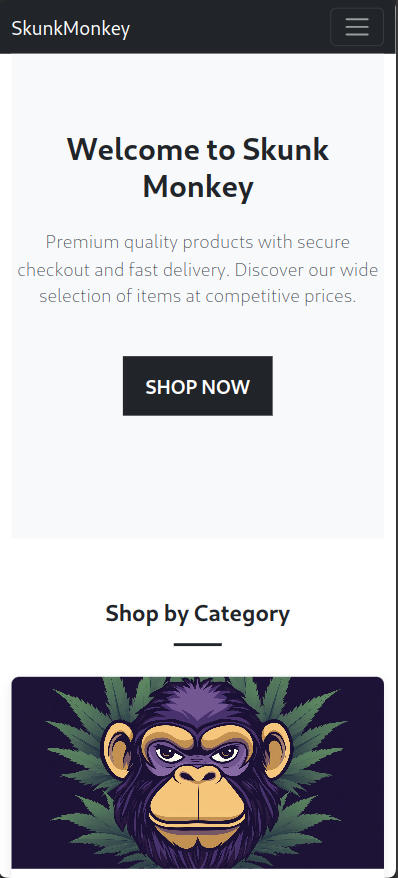 SkunkMonkey
Welcome to Skunk
Monkey
Premium quality products with secure
checkout and fast delivery. Discover our wide
selection of items at competitive prices.
SHOP NOW
Shop by Category